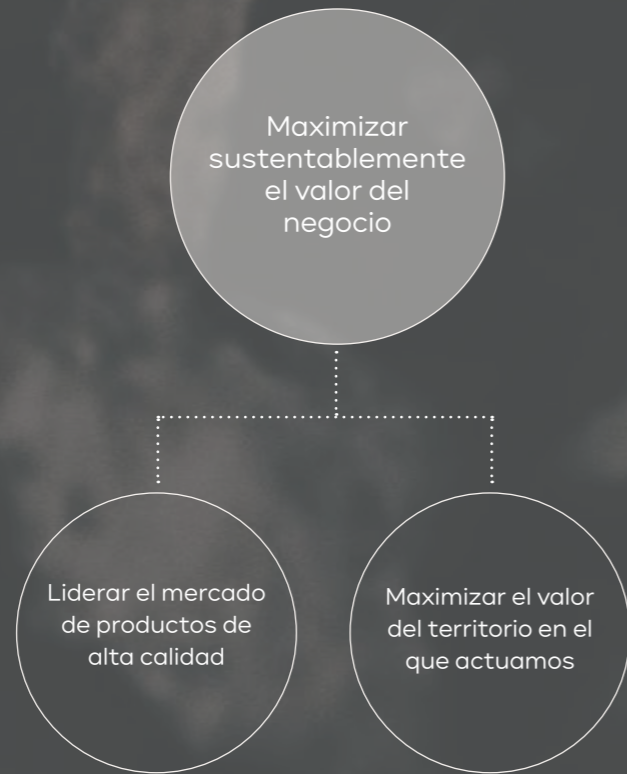 Maximizar
sustentablemente
el valor del
negocio
Liderar el mercado
de productos de
alta calidad
Maximizar el valor
del territorio en el
que actuamos